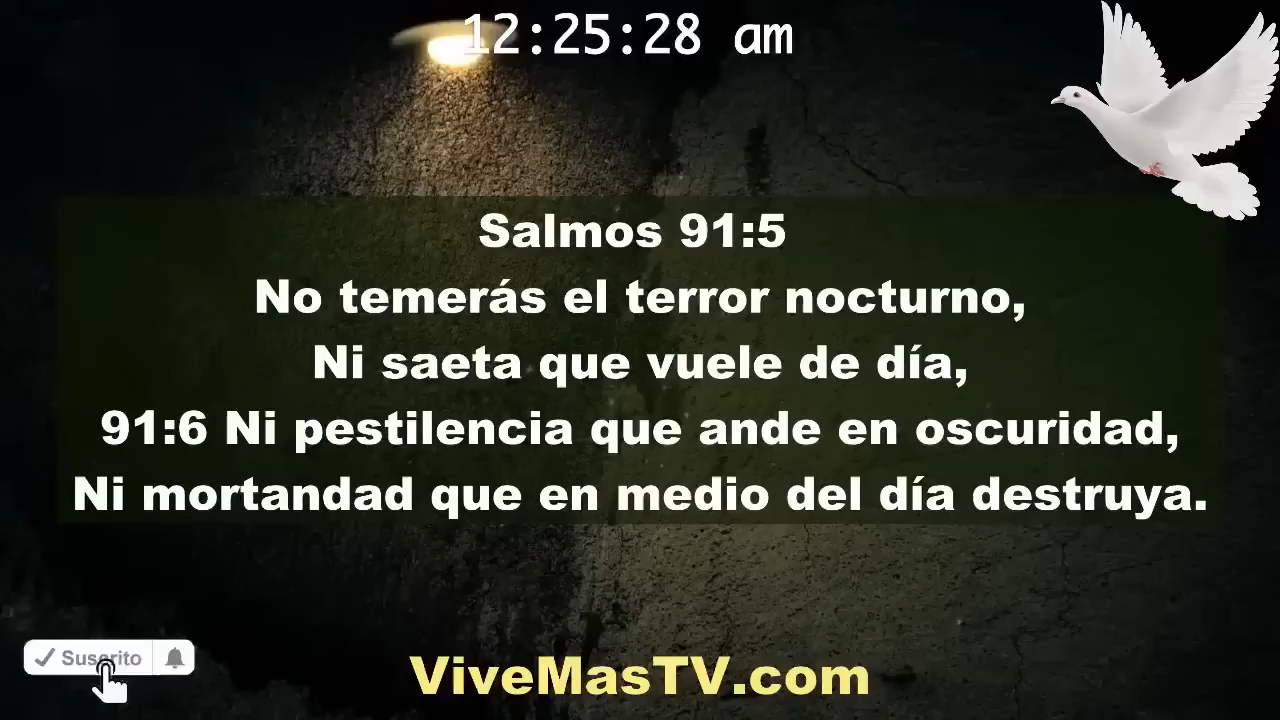 12:25:28 am
Salmos 91:5
No temerás el terror nocturno,
Ni saeta que vuele de día,
91:6 Ni pestilencia que ande en oscuridad,
Ni mortandad que en medio del día destruya.
Suscrito
ViveMasTV.com